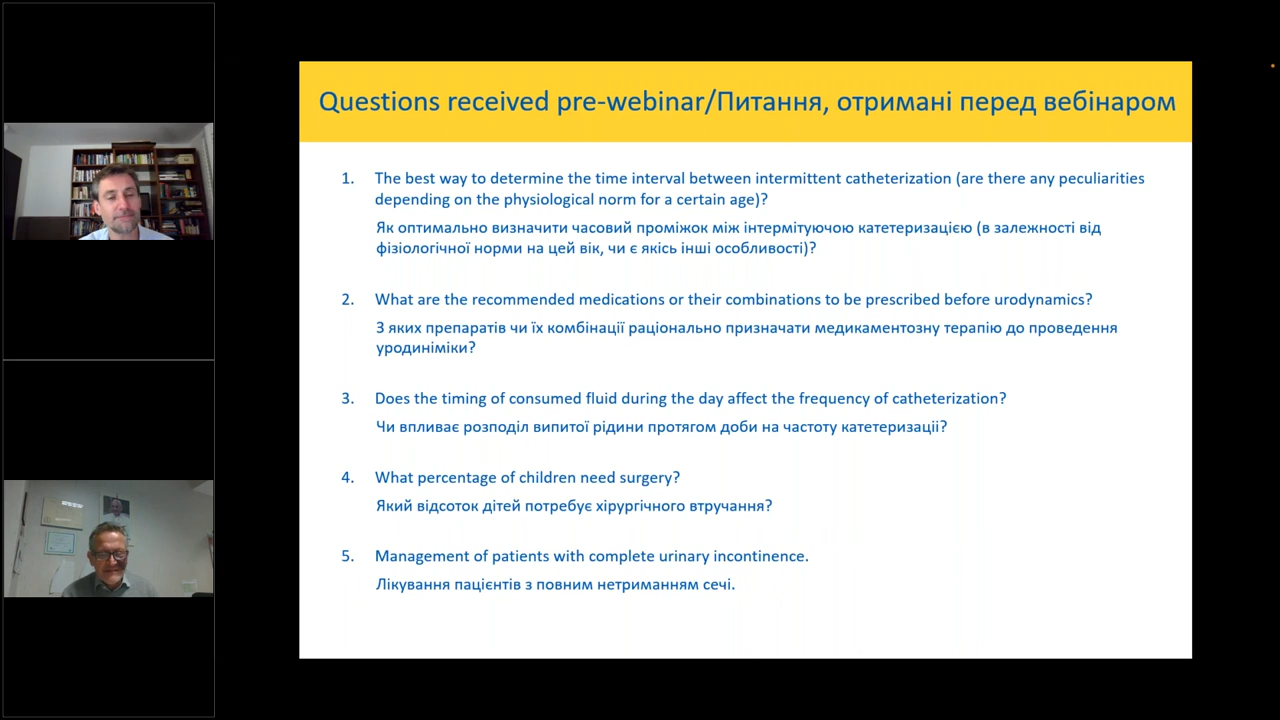 Questions received pre-webinar/Питання, отримані перед вебінаром
1. The best way to determine the time interval between intermittent catheterization (are there any peculiarities
depending on the physiological norm for a certain age)?
Як оптимально визначити часовий проміжок між інтермітуючою катетеризацією (в залежності від
фізіологічної норми на цей вік, чи є якісь інші особливості)?
2. What are the recommended medications or their combinations to be prescribed before urodynamics?
З яких препаратів чи їх комбінації раціонально призначати медикаментозну терапію до проведення
уродиніміки?
3. Does the timing of consumed fluid during the day affect the frequency of catheterization?
Чи впливає розподіл випитої рідини протягом доби на частоту катетеризації?
4. What percentage of children need surgery?
Який відсоток дітей потребує хірургічного втручання?
5. Management of patients with complete urinary incontinence.
Лікування пацієнтів з повним нетриманням сечі.